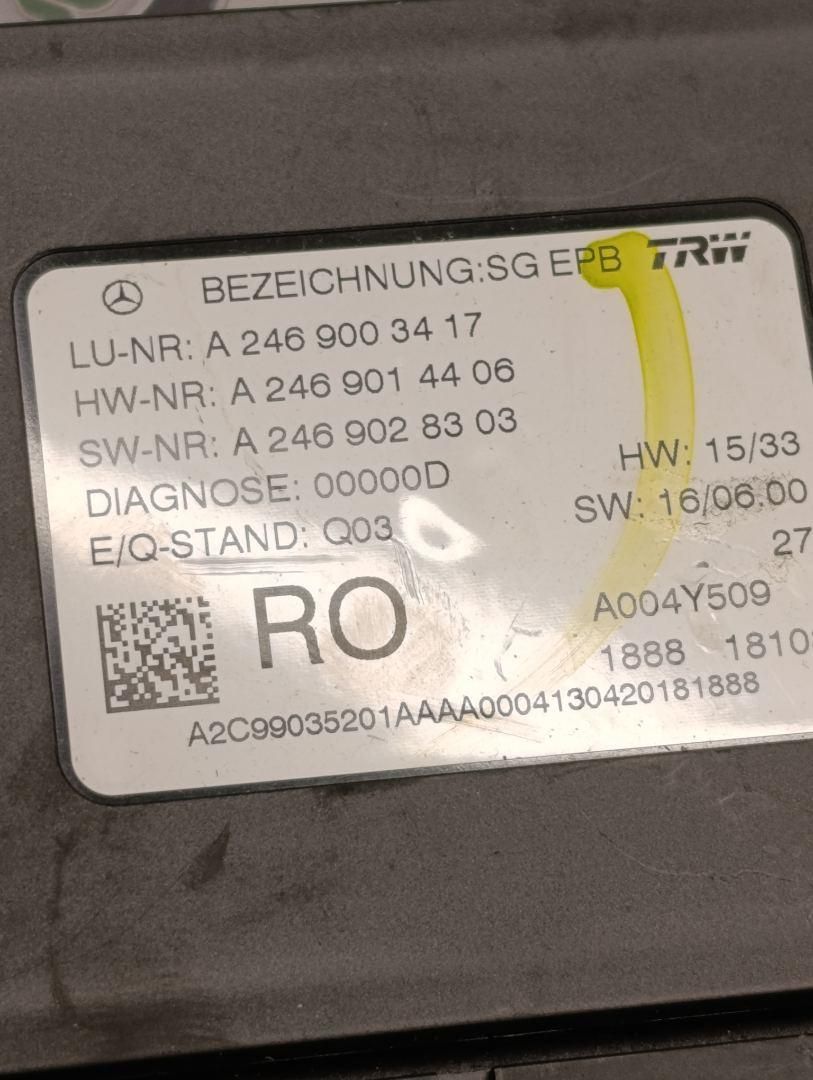 BEZEICHNUNG:SG EPB TRW
LU-NR: A 246 900 34 17
HW-NR: A 246 901 44 06
SW-NR: A 246 902 83 03
DIAGNOSE: 00000D HW: 15/33
E/Q-STAND: Q03 SW: 16/06.00
27
RO A004Y509
1888 1810
A2C99035201AAAA0004130420181888